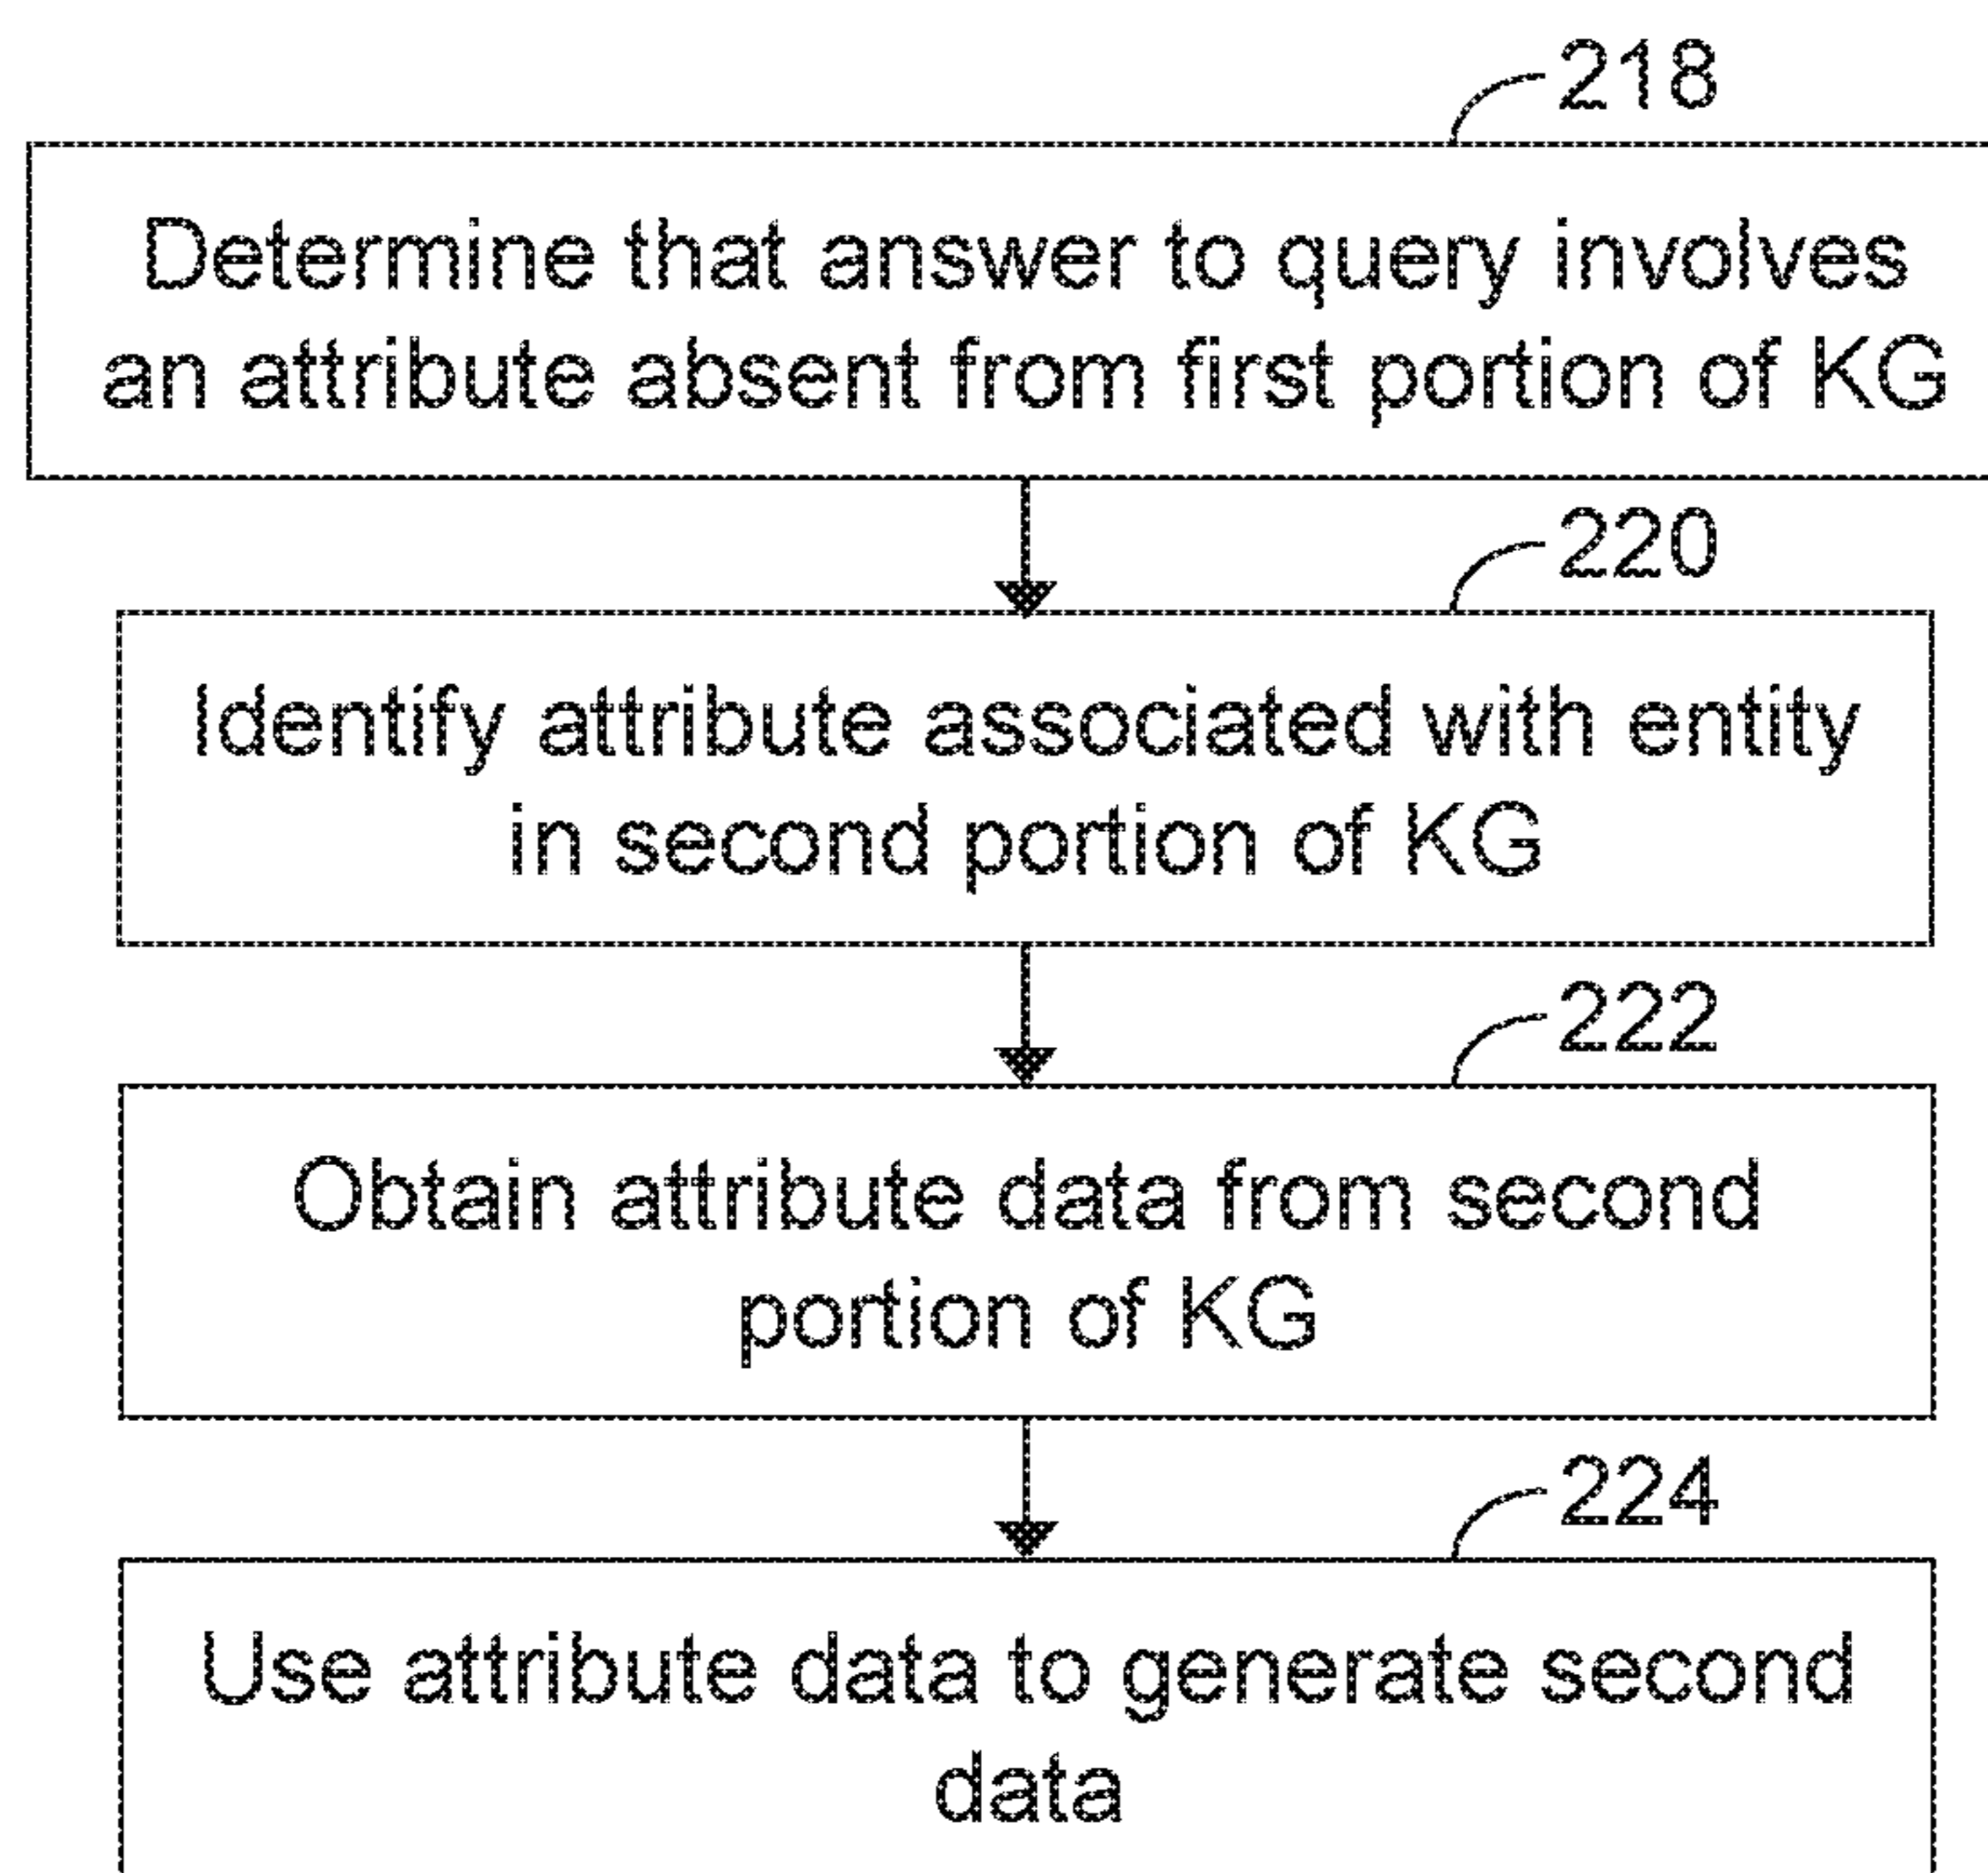 218
Determine that answer to query involves
an attribute absent from first portion of KG
220
Identify attribute associated with entity
in second portion of KG
222
Obtain attribute data from second
portion of KG
224
Use attribute data to generate second
data